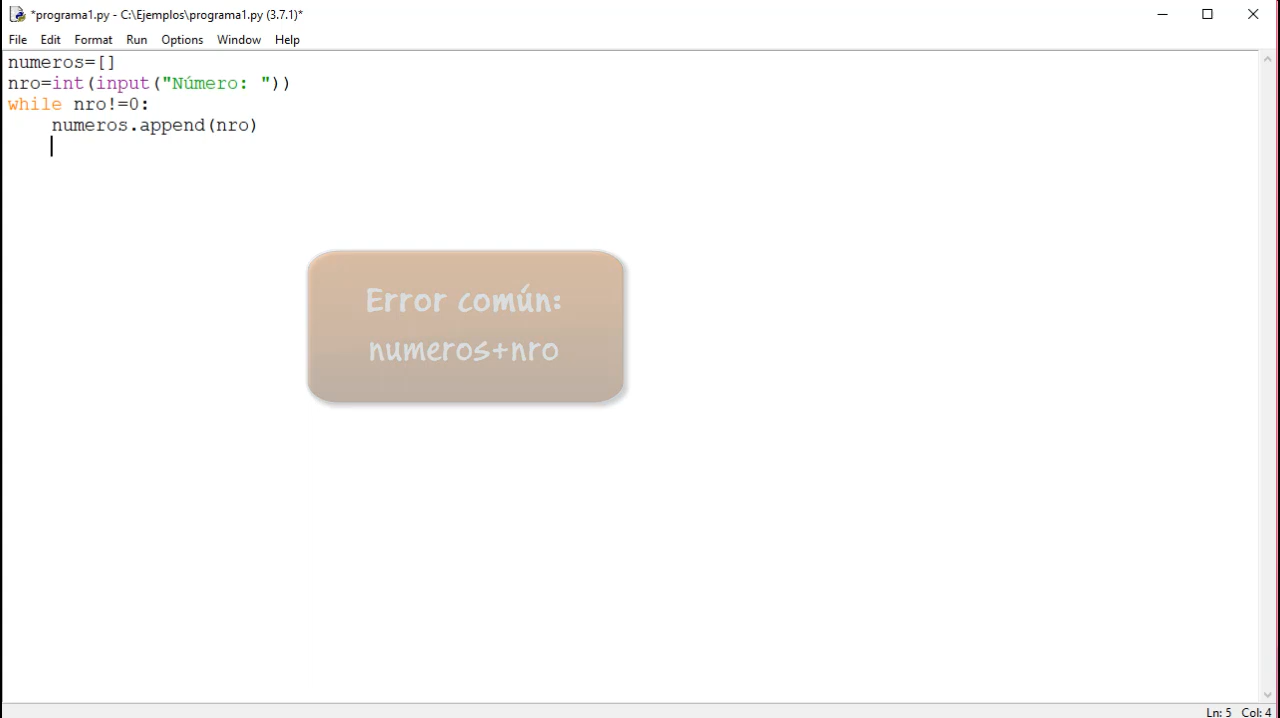 *programa1.py - C:\Ejemplos\programa1.py (3.7.1)*
File Edit Format Run Options Window Help
numeros=[]
nro=int(input("Número: "))
while nro!=0:
    numeros.append(nro)
Error común:
numeros+nro
Ln: 5 Col: 4